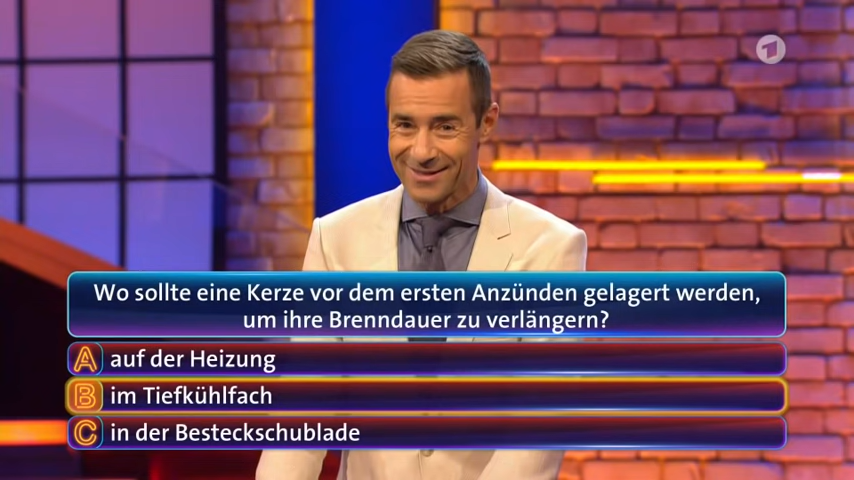 Wo sollte eine Kerze vor dem ersten Anzünden gelagert werden,
um ihre Brenndauer zu verlängern?
A auf der Heizung
B im Tiefkühlfach
C in der Besteckschublade